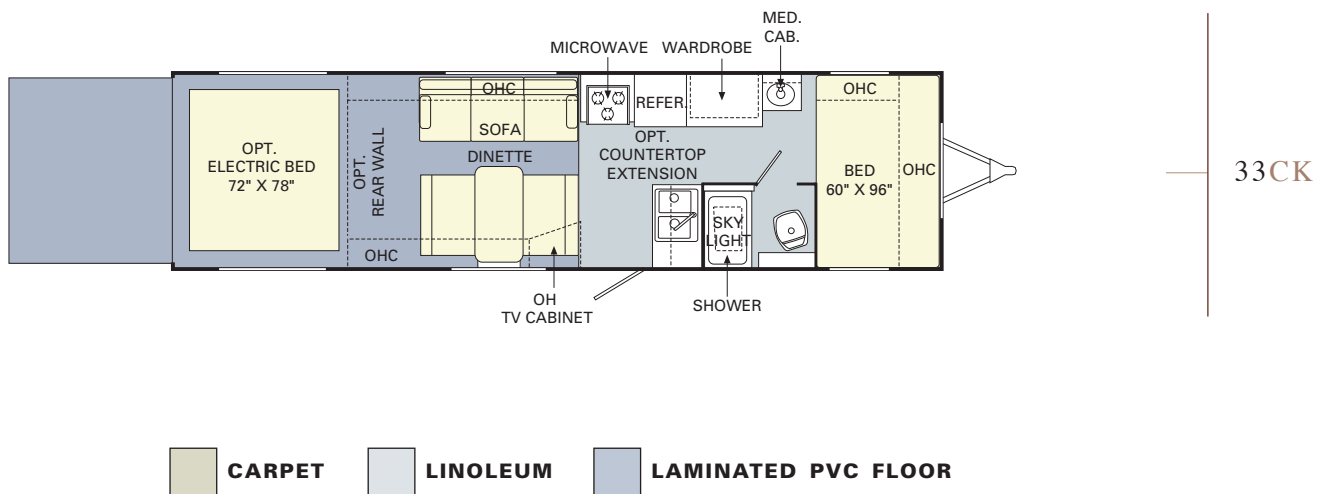 MED.
CAB.
MICROWAVE
WARDROBE
OHC
REFER.
OHC
SOFA
OPT.
ELECTRIC BED
72" X 78"
OPT.
REAR WALL
DINETTE
OPT.
COUNTERTOP
EXTENSION
BED
60" X 96"
OHC
33CK
SKY
LIGHT
OHC
OH
TV CABINET
SHOWER
CARPET
LINOLEUM
LAMINATED PVC FLOOR